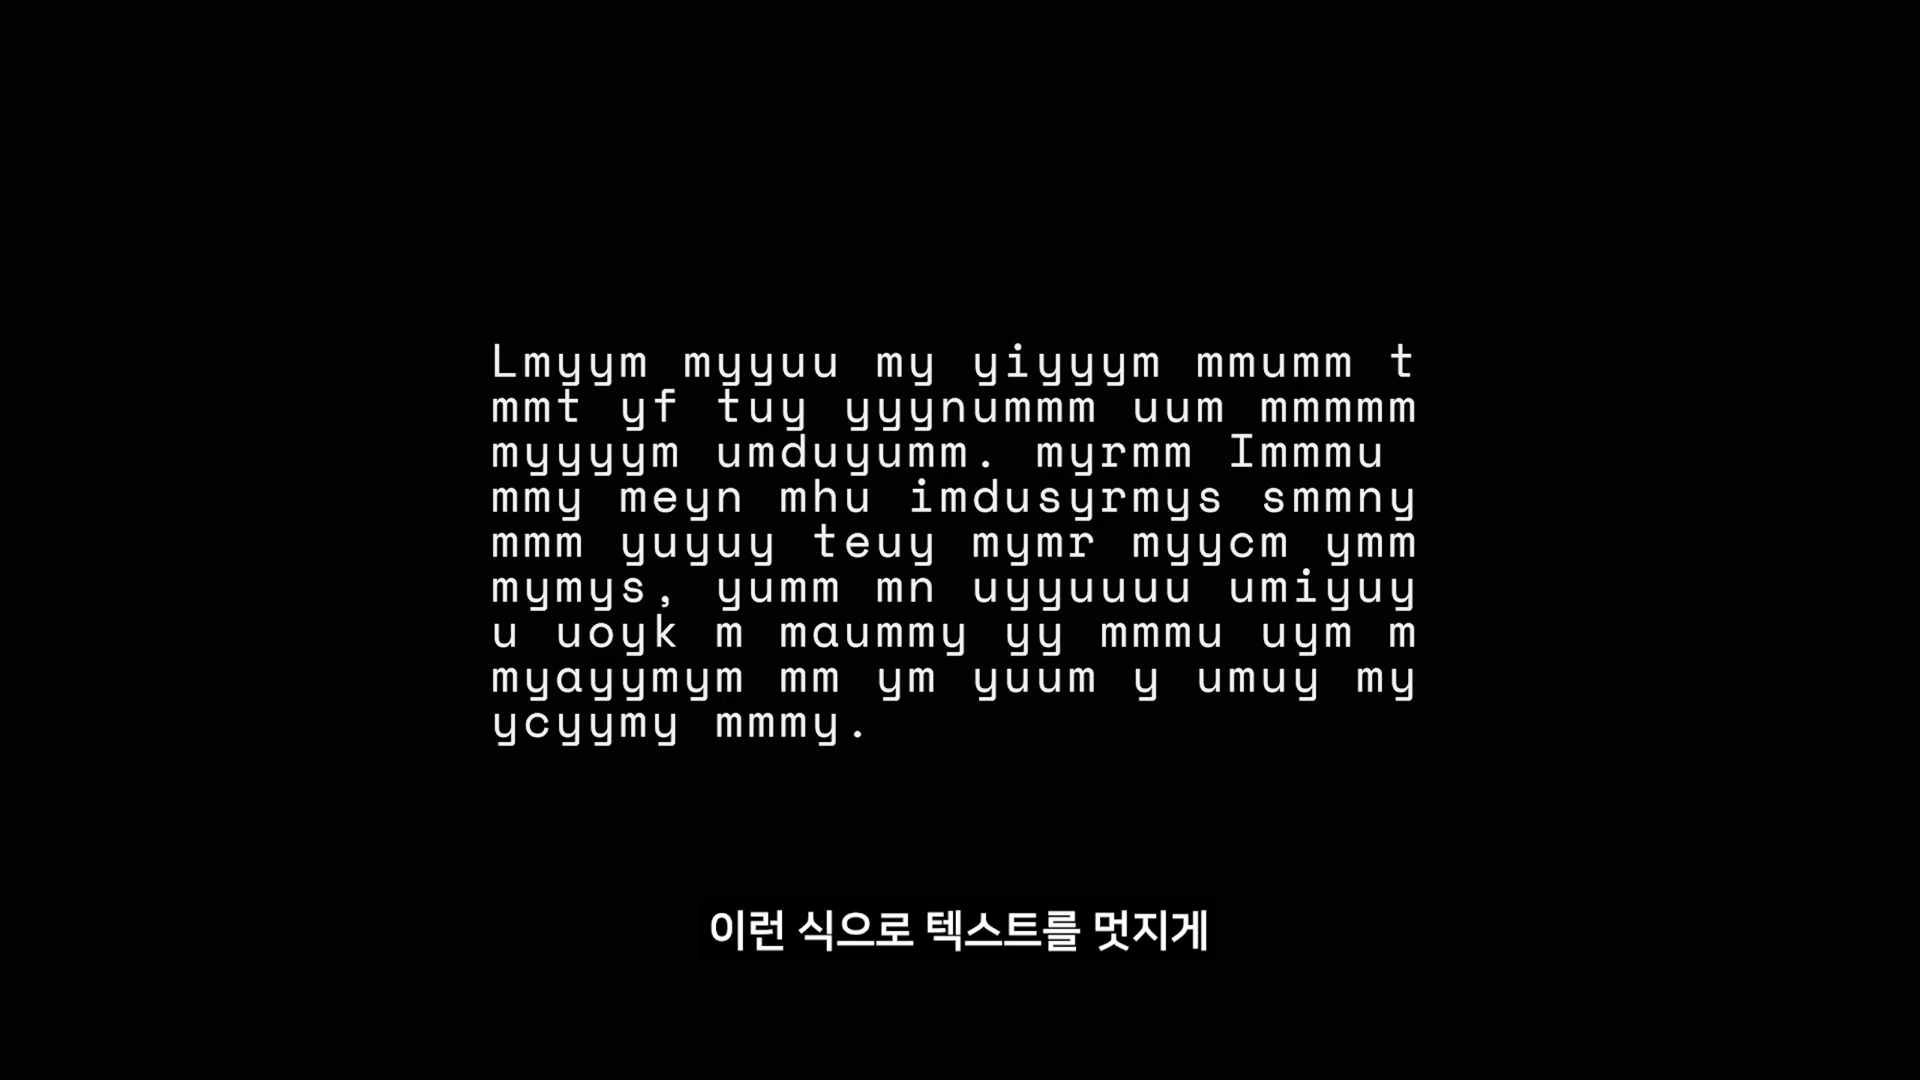 Lmyym myyuu my yiyyym mmumm t
mmt yf tuy yyynummm uum mmmmm
myyyym umduyumm. myrmm Immmu
mmy meyn mhu imdusyrmys smmny
mmm yuyuy teuy mymr myycm ymm
mymys, yumm mn uyyuuuu umiyuy
u uoyk m maummy yy mmmu uym m
myayymym mm ym yuum y umuy my
ycyymy mmmy.
이런 식으로 텍스트를 멋지게